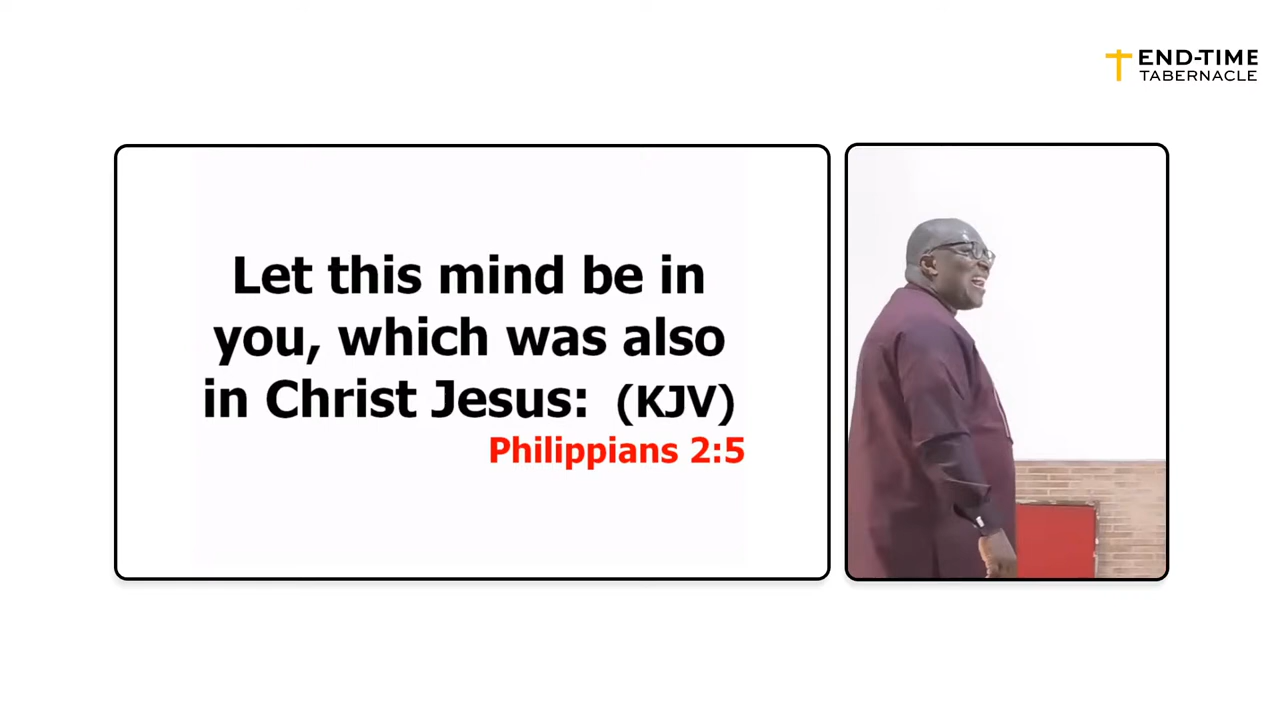 END-TIME
TABERNACLE
Let this mind be in
you, which was also
in Christ Jesus: (KJV)
Philippians 2:5